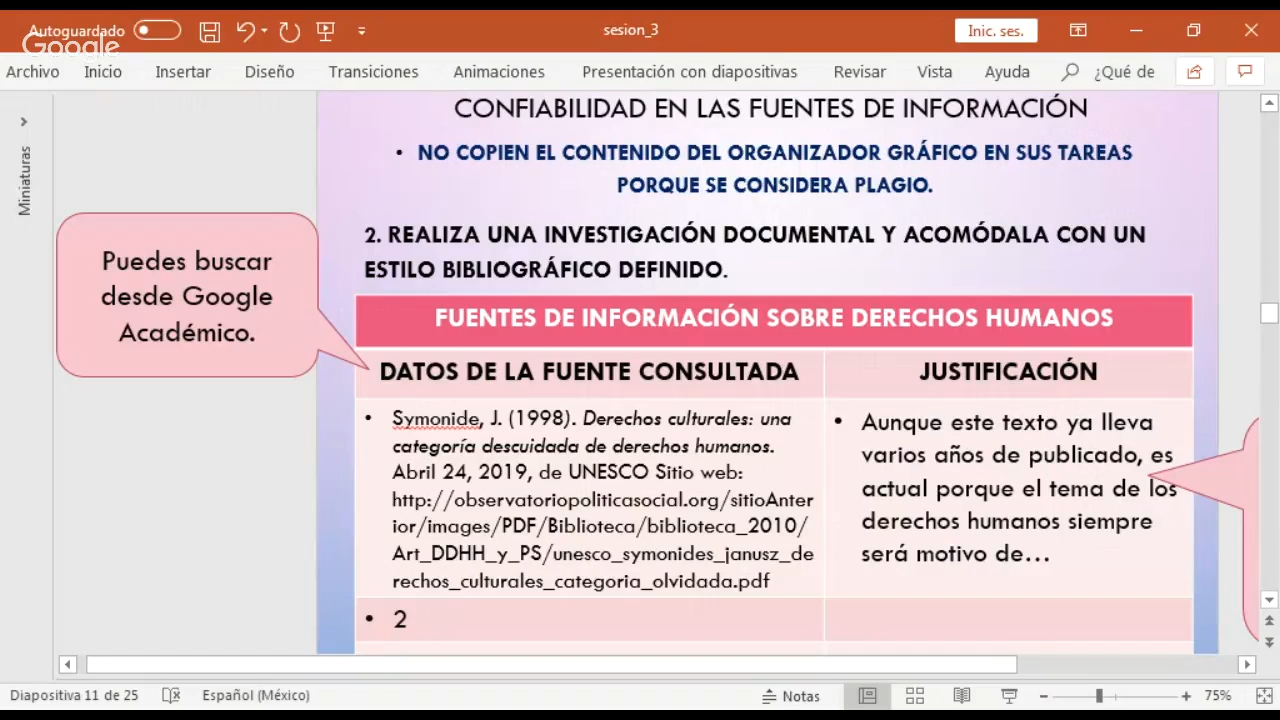 Autoguardado
Google
sesion_3
Inic. ses.
Archivo Inicio Insertar Diseño Transiciones Animaciones Presentación con diapositivas Revisar Vista Ayuda ¿Qué de
Miniaturas
CONFIABILIDAD EN LAS FUENTES DE INFORMACIÓN
• NO COPIEN EL CONTENIDO DEL ORGANIZADOR GRÁFICO EN SUS TAREAS
PORQUE SE CONSIDERA PLAGIO.
2. REALIZA UNA INVESTIGACIÓN DOCUMENTAL Y ACOMÓDALA CON UN
ESTILO BIBLIOGRÁFICO DEFINIDO.
Puedes buscar
desde Google
Académico.
FUENTES DE INFORMACIÓN SOBRE DERECHOS HUMANOS
DATOS DE LA FUENTE CONSULTADA
JUSTIFICACIÓN
• Symonide, J. (1998). Derechos culturales: una
categoría descuidada de derechos humanos.
Abril 24, 2019, de UNESCO Sitio web:
http://observatoriopoliticasocial.org/sitioAnter
ior/images/PDF/Biblioteca/biblioteca_2010/
Art_DDHH_y_PS/unesco_symonides_janusz_de
rechos_culturales_categoria_olvidada.pdf
• Aunque este texto ya lleva
varios años de publicado, es
actual porque el tema de los
derechos humanos siempre
será motivo de…
• 2
Diapositiva 11 de 25 Español (México) Notas 75%